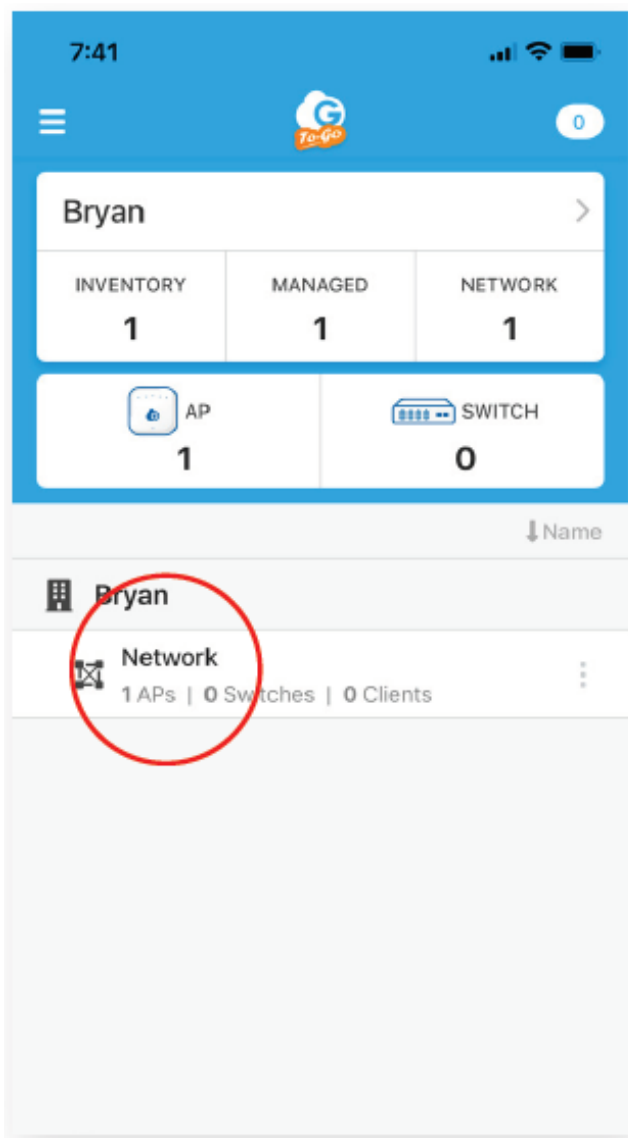 7:41
G
To-Go
0
Bryan
INVENTORY MANAGED NETWORK
1 1 1
AP SWITCH
1 0
Name
Bryan
Network
1 APs | 0 Switches | 0 Clients